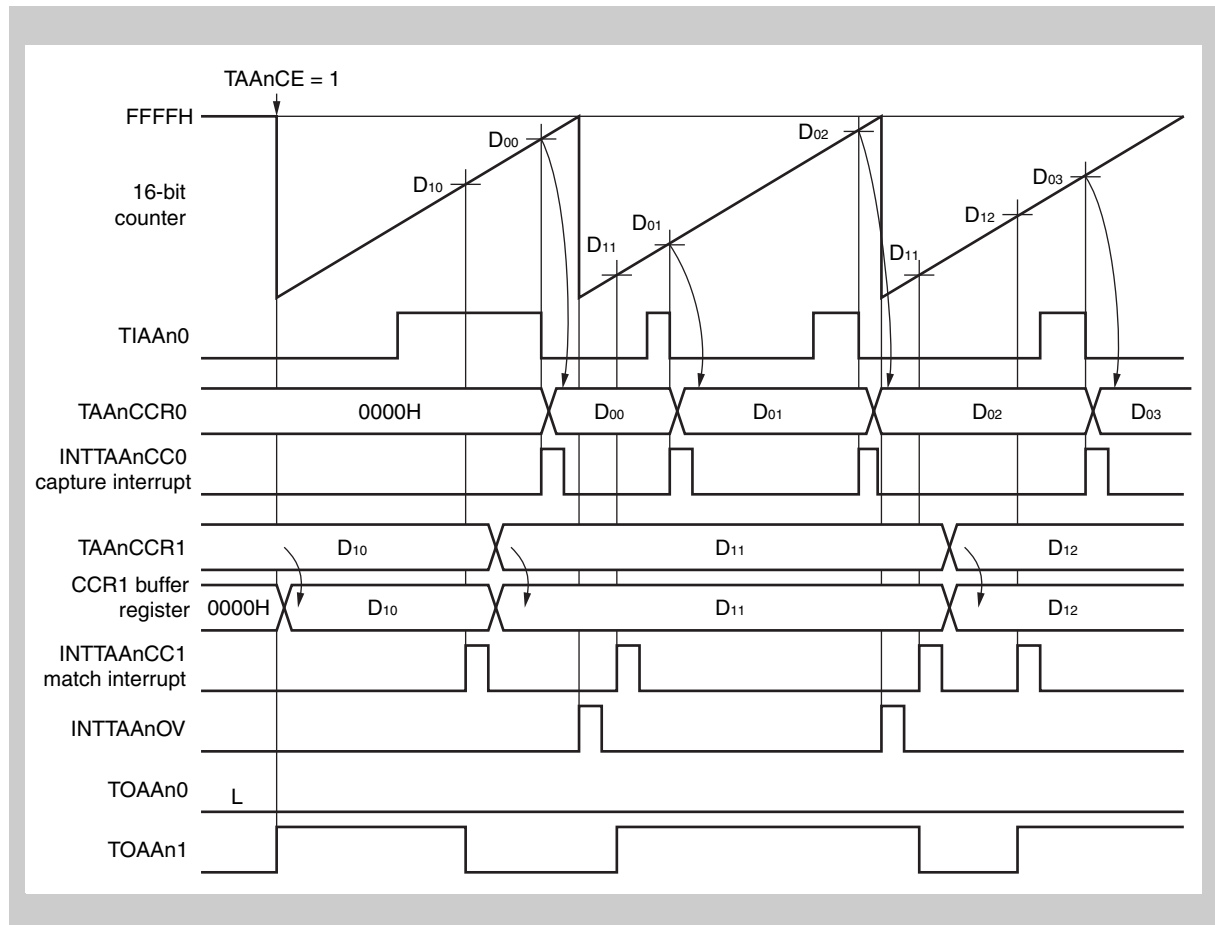 TAAnCE = 1
FFFFH
16-bit
counter
D10
D00
D11
D01
D02
D11
D12
D03
TIAAn0
TAAnCCR0
0000H
D00
D01
D02
D03
INTTAAnCC0
capture interrupt
TAAnCCR1
D10
D11
D12
CCR1 buffer
register
0000H
D10
D11
D12
INTTAAnCC1
match interrupt
INTTAAnOV
TOAAn0
L
TOAAn1